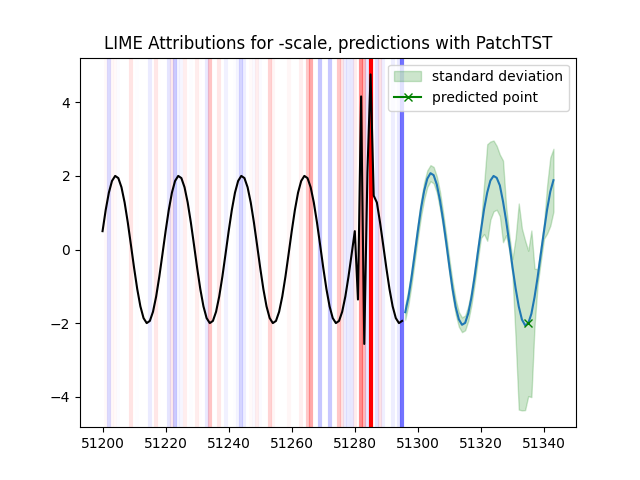 LIME Attributions for -scale, predictions with PatchTST
standard deviation
predicted point
4
2
0
−2
−4
51200 51220 51240 51260 51280 51300 51320 51340